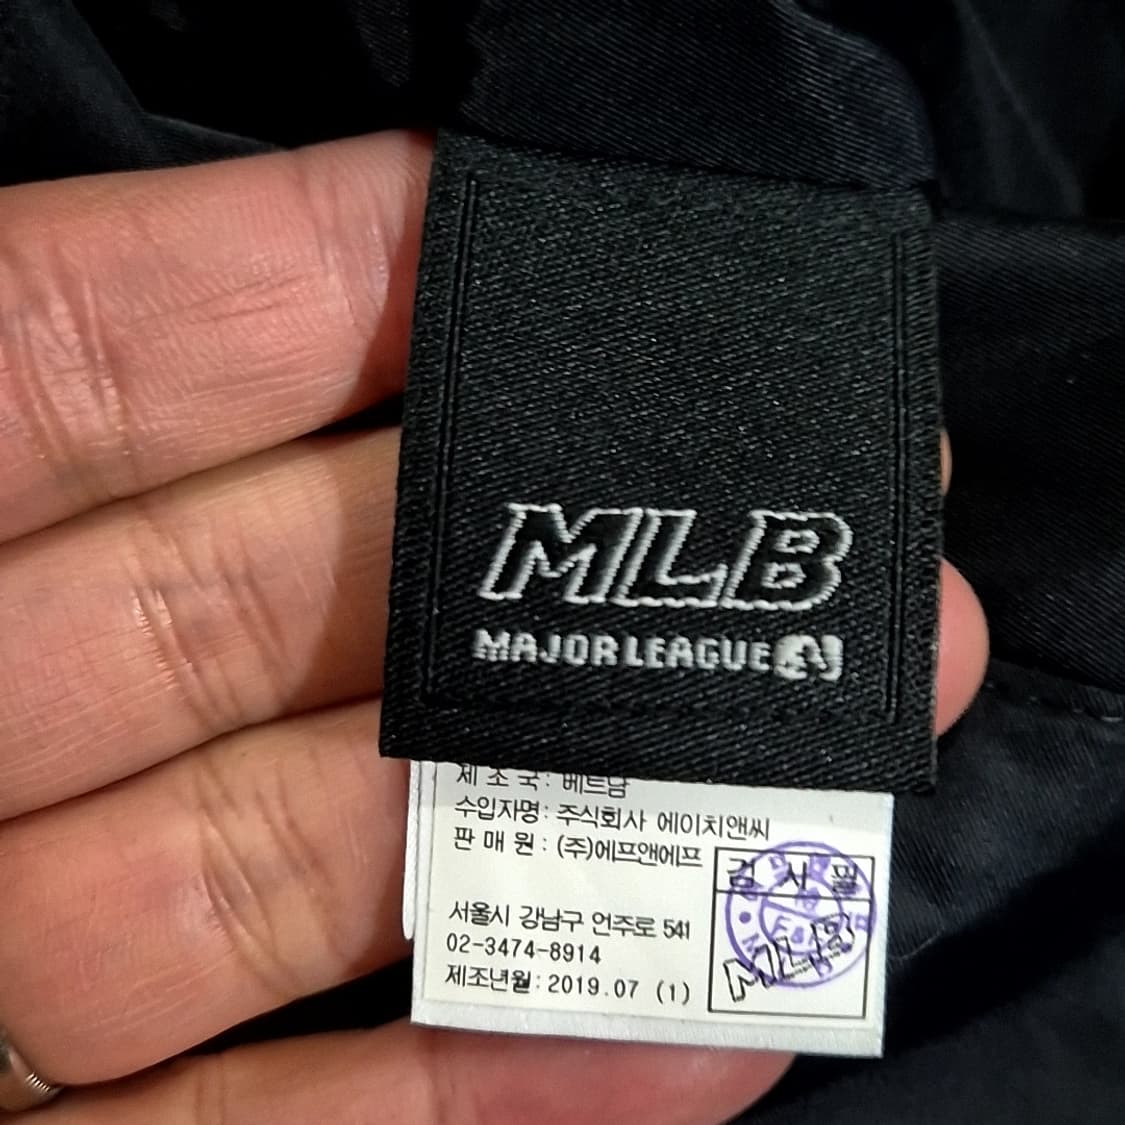 MLB
MAJOR LEAGUE
제 조 국 : 베트남
수입자명 : 주식회사 에이치앤씨
판 매 원 : (주)에프앤에프
검 사 필
MLB
서울시 강남구 언주로 541
02-3474-8914
제조년월 : 2019.07 (1)